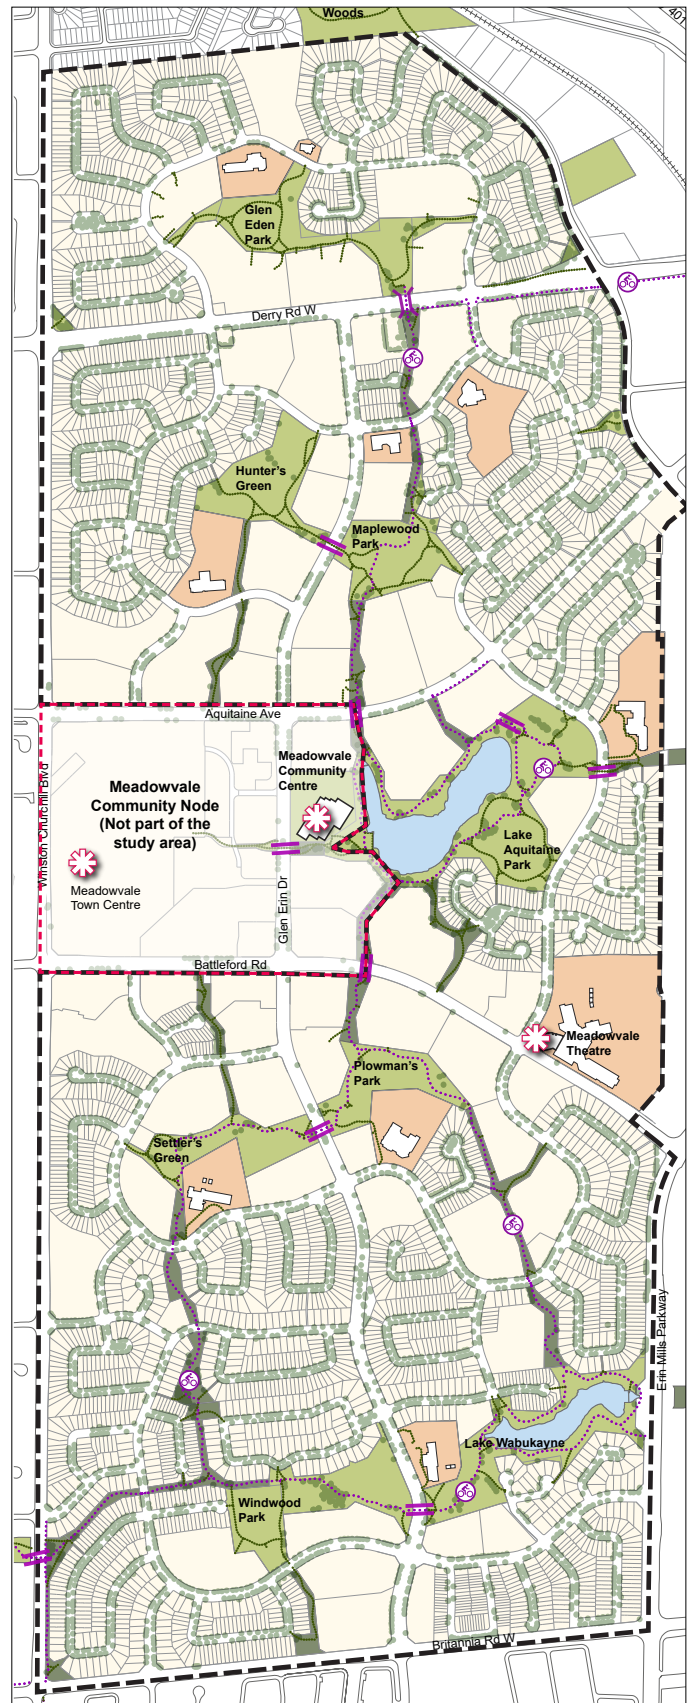 Woods
401
Glen
Eden
Park
Derry Rd W
Hunter's
Green
Maplewood
Park
Aquitaine Ave
Meadowvale
Community
Centre
Meadowvale
Community Node
(Not part of the
study area)
Winston Churchill Blvd
Lake
Aquitaine
Park
Meadowvale
Town Centre
Glen Erin Dr
Battleford Rd
Meadowvale
Theatre
Plowman's
Park
Settler's
Green
Erin Mills Parkway
Lake Wabukayne
Windwood
Park
Britannia Rd W